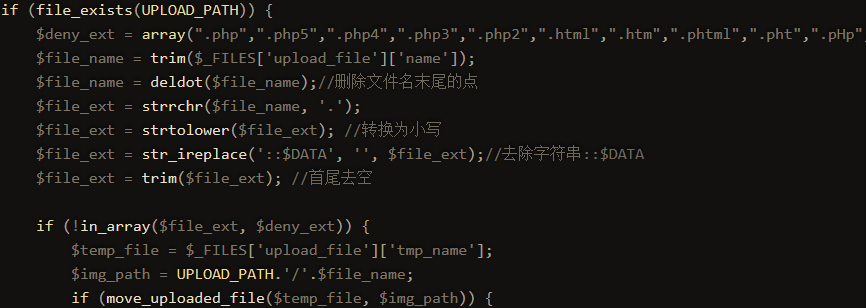 if (file_exists(UPLOAD_PATH)) {
$deny_ext = array(".php",".php5",".php4",".php3",".php2",".html",".htm",".phtml",".pht",".pHp",
$file_name = trim($_FILES['upload_file']['name']);
$file_name = deldot($file_name);//删除文件名末尾的点
$file_ext = strrchr($file_name, '.');
$file_ext = strtolower($file_ext); //转换为小写
$file_ext = str_ireplace('::$DATA', '', $file_ext);//去除字符串::$DATA
$file_ext = trim($file_ext); //首尾去空
if (!in_array($file_ext, $deny_ext)) {
$temp_file = $_FILES['upload_file']['tmp_name'];
$img_path = UPLOAD_PATH.'/'.$file_name;
if (move_uploaded_file($temp_file, $img_path)) {